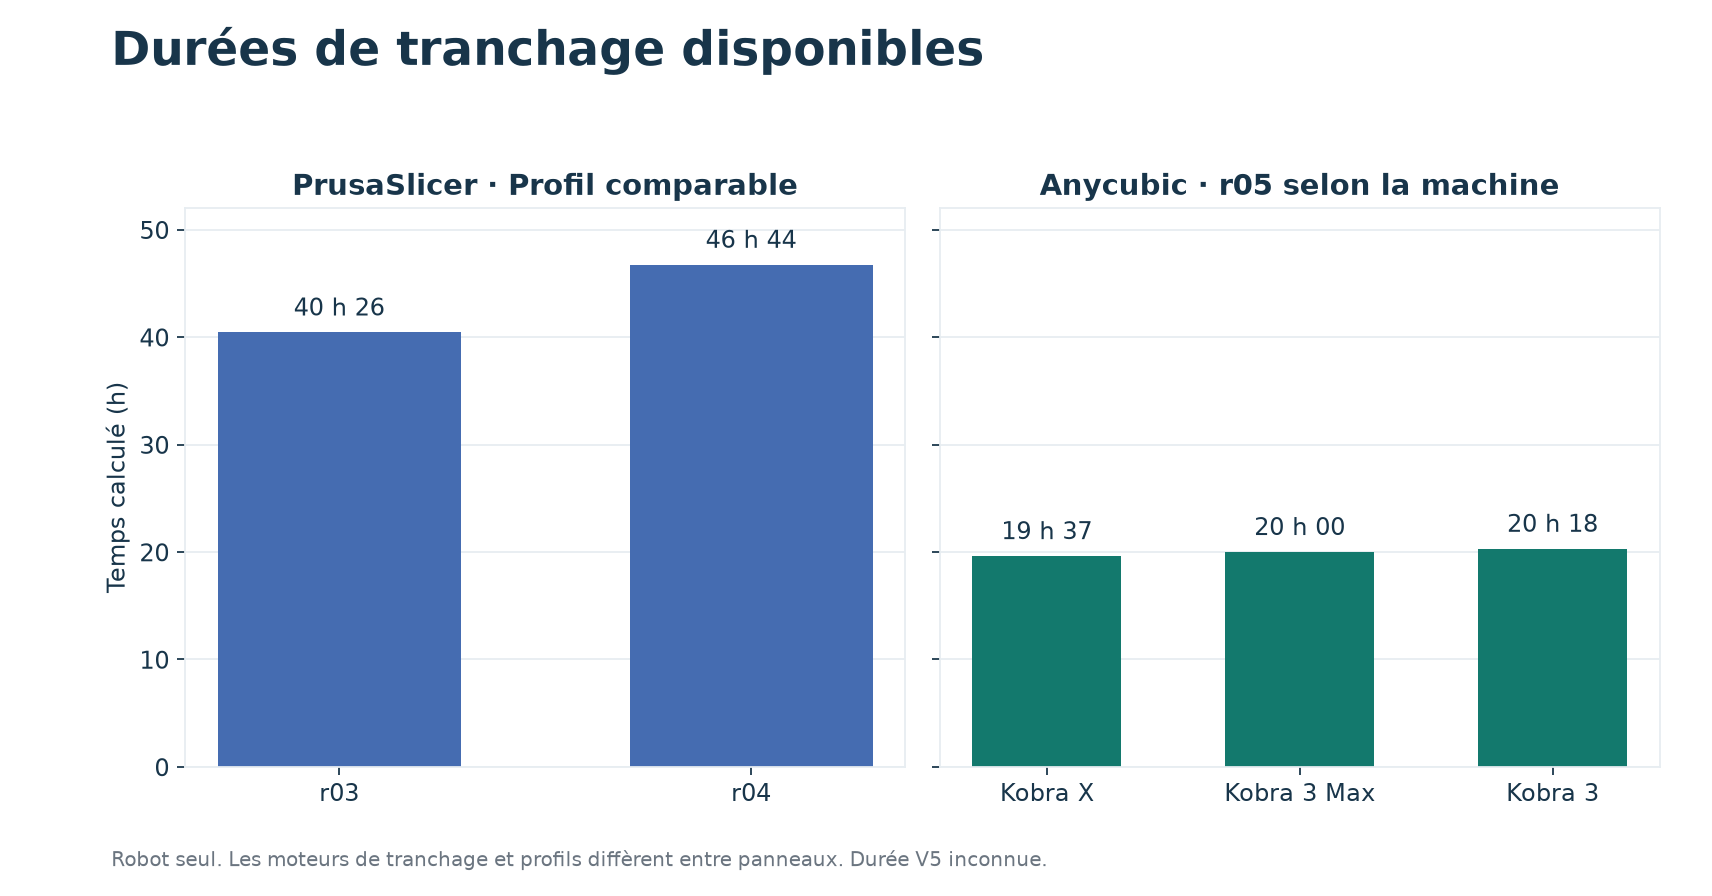 Durées de tranchage disponibles
PrusaSlicer · Profil comparable
Temps calculé (h)
50
40
30
20
10
0
40 h 26
46 h 44
r03
r04
Anycubic · r05 selon la machine
19 h 37
20 h 00
20 h 18
Kobra X
Kobra 3 Max
Kobra 3
Robot seul. Les moteurs de tranchage et profils diffèrent entre panneaux. Durée V5 inconnue.